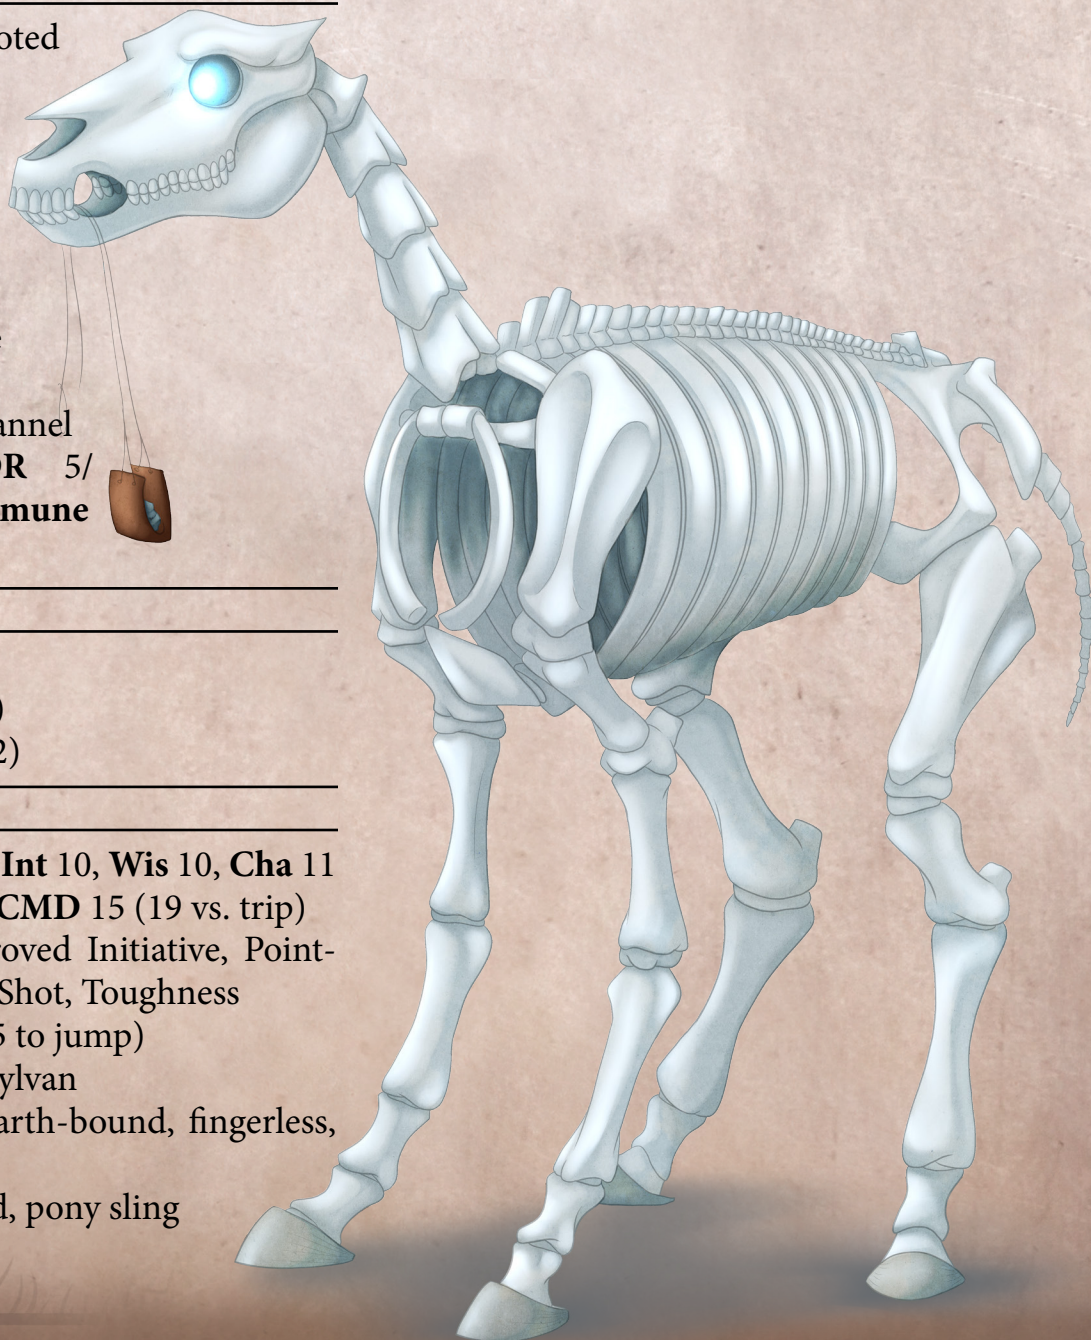 oted
annel
OR 5/
mune
)
2)
Int 10, Wis 10, Cha 11
CMD 15 (19 vs. trip)
roved Initiative, Point-
Shot, Toughness
5 to jump)
ylvan
arth-bound, fingerless,
d, pony sling